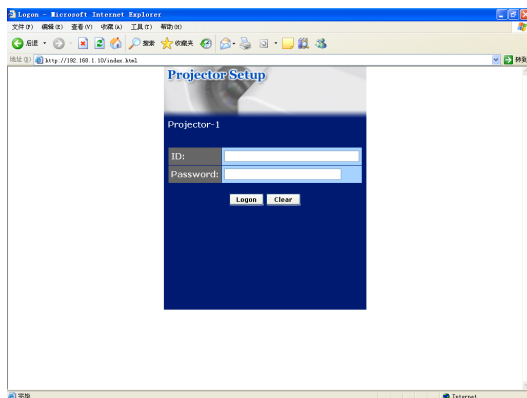 Logon - Microsoft Internet Explorer
文件(F) 编辑(E) 查看(V) 收藏(A) 工具(T) 帮助(H)
后退 搜索 收藏夹
地址(D) http://192.168.1.10/index.html 转到
Projector Setup
Projector-1
ID:
Password:
Logon Clear
完毕 Internet